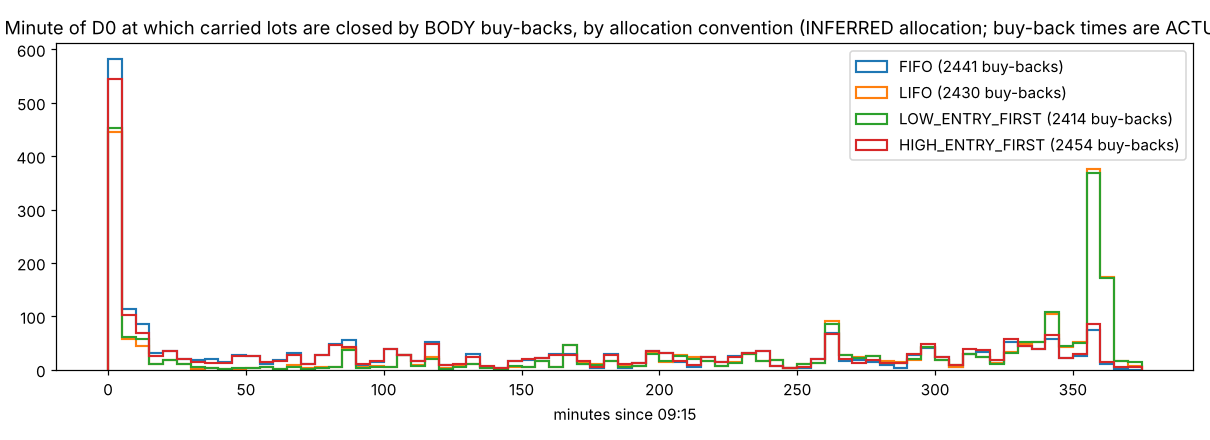 Minute of D0 at which carried lots are closed by BODY buy-backs, by allocation convention (INFERRED allocation; buy-back times are ACTU
600
500
400
300
200
100
0
FIFO (2441 buy-backs)
LIFO (2430 buy-backs)
LOW_ENTRY_FIRST (2414 buy-backs)
HIGH_ENTRY_FIRST (2454 buy-backs)
0 50 100 150 200 250 300 350
minutes since 09:15